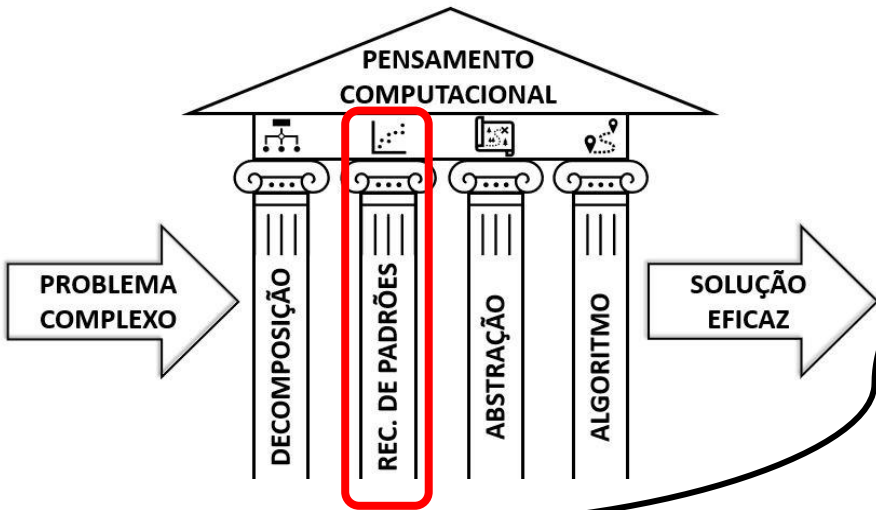 PENSAMENTO
COMPUTACIONAL
PROBLEMA
COMPLEXO
DECOMPOSIÇÃO
REC. DE PADRÕES
ABSTRAÇÃO
ALGORITMO
SOLUÇÃO
EFICAZ